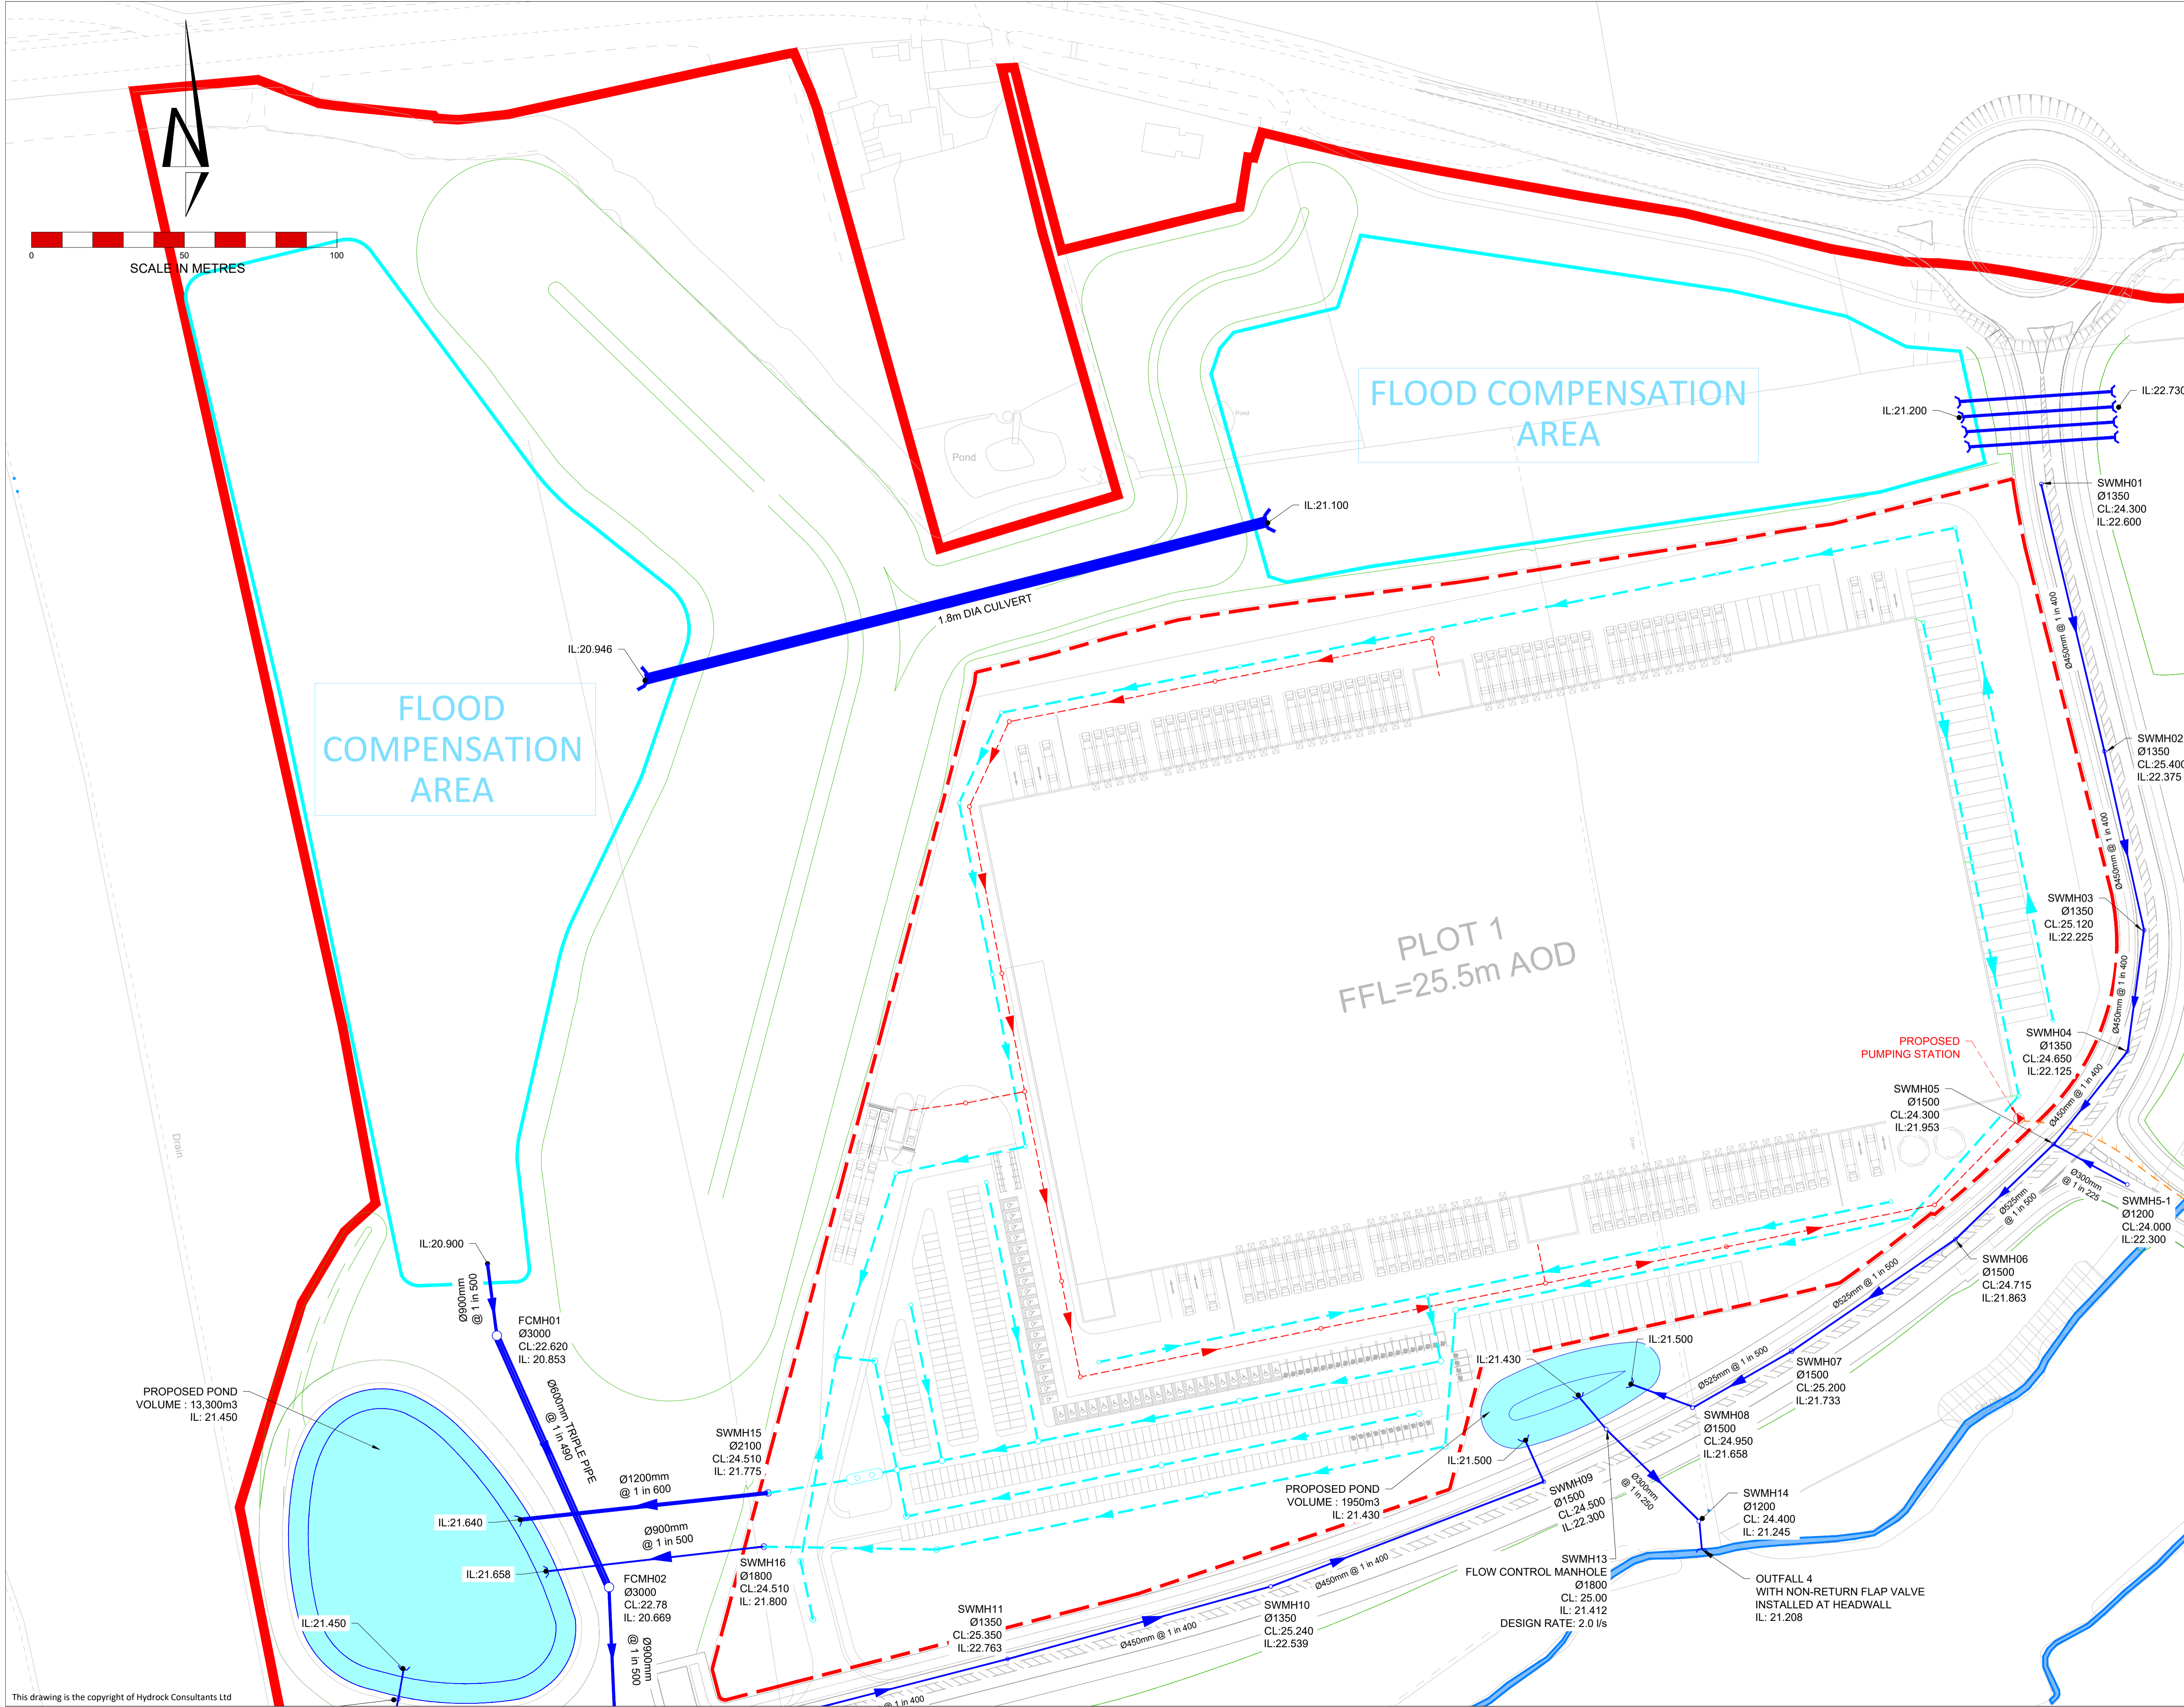 N
0 50 100
SCALE IN METRES
Pond
Pond
FLOOD COMPENSATION
AREA
IL:21.200
IL:22.730
SWMH01
Ø1350
CL:24.300
IL:22.600
IL:21.100
1.8m DIA CULVERT
IL:20.946
FLOOD
COMPENSATION
AREA
Ø450mm @ 1 in 400
SWMH02
Ø1350
CL:25.400
IL:22.375
Ø450mm @ 1 in 400
SWMH03
Ø1350
CL:25.120
IL:22.225
PLOT 1
FFL=25.5m AOD
Ø450mm @ 1 in 400
PROPOSED
PUMPING STATION
SWMH04
Ø1350
CL:24.650
IL:22.125
Ø450mm @ 1 in 400
SWMH05
Ø1500
CL:24.300
IL:21.953
Drain
Drain
Ø300mm
@ 1 in 225
Ø525mm
@ 1 in 500
SWMH5-1
Ø1200
CL:24.000
IL:22.300
SWMH06
Ø1500
CL:24.715
IL:21.863
Ø525mm @ 1 in 500
IL:20.900
Ø900mm
@ 1 in 500
FCMH01
Ø3000
CL:22.620
IL: 20.853
IL:21.500
IL:21.430
SWMH07
Ø1500
CL:25.200
IL:21.733
Ø525mm @ 1 in 500
PROPOSED POND
VOLUME : 13,300m3
IL: 21.450
Ø600mm TRIPLE PIPE
@ 1 in 490
SWMH08
Ø1500
CL:24.950
IL:21.658
SWMH15
Ø2100
CL:24.510
IL: 21.775
IL:21.500
Ø1200mm
@ 1 in 600
PROPOSED POND
VOLUME : 1950m3
IL: 21.430
SWMH09
Ø1500
CL:24.500
IL:22.300
Ø300mm
@ 1 in 250
SWMH14
Ø1200
CL: 24.400
IL: 21.245
IL:21.640
Ø900mm
@ 1 in 500
IL:21.658
SWMH16
Ø1800
CL:24.510
IL: 21.800
FCMH02
Ø3000
CL:22.78
IL: 20.669
Ø450mm @ 1 in 400
SWMH13
FLOW CONTROL MANHOLE
Ø1800
CL: 25.00
IL: 21.412
DESIGN RATE: 2.0 l/s
OUTFALL 4
WITH NON-RETURN FLAP VALVE
INSTALLED AT HEADWALL
IL: 21.208
IL:21.450
SWMH11
Ø1350
CL:25.350
IL:22.763
SWMH10
Ø1350
CL:25.240
IL:22.539
Ø450mm @ 1 in 400
Ø900mm
@ 1 in 500
@ 1 in 400
This drawing is the copyright of Hydrock Consultants Ltd